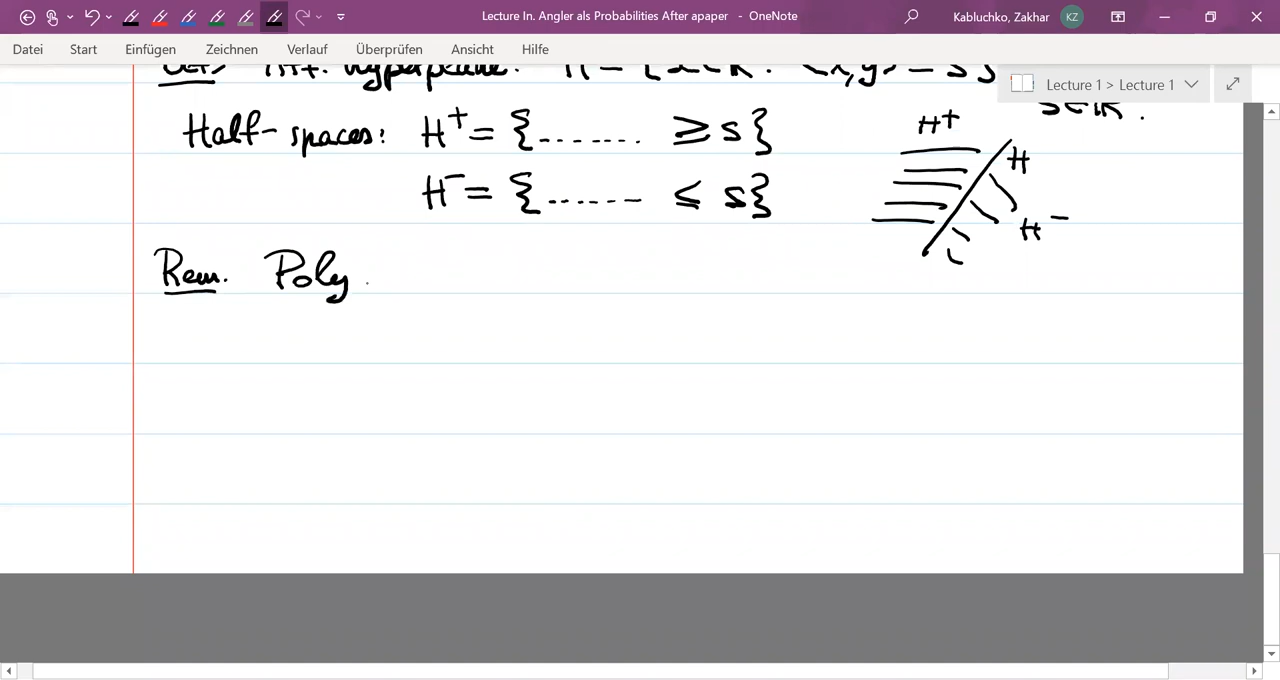 Lecture In. Angler als Probabilities After apaper - OneNote
Kabluchko, Zakhar KZ
Datei Start Einfügen Zeichnen Verlauf Überprüfen Ansicht Hilfe
Lecture 1 > Lecture 1
hyperplane: H = { x ∈ R : <x,y> = s }
s∈R.
Half-spaces: H⁺ = {....... ≥ s}
H⁻ = {....... ≤ s}
H⁺
H
H⁻
Rem. Poly